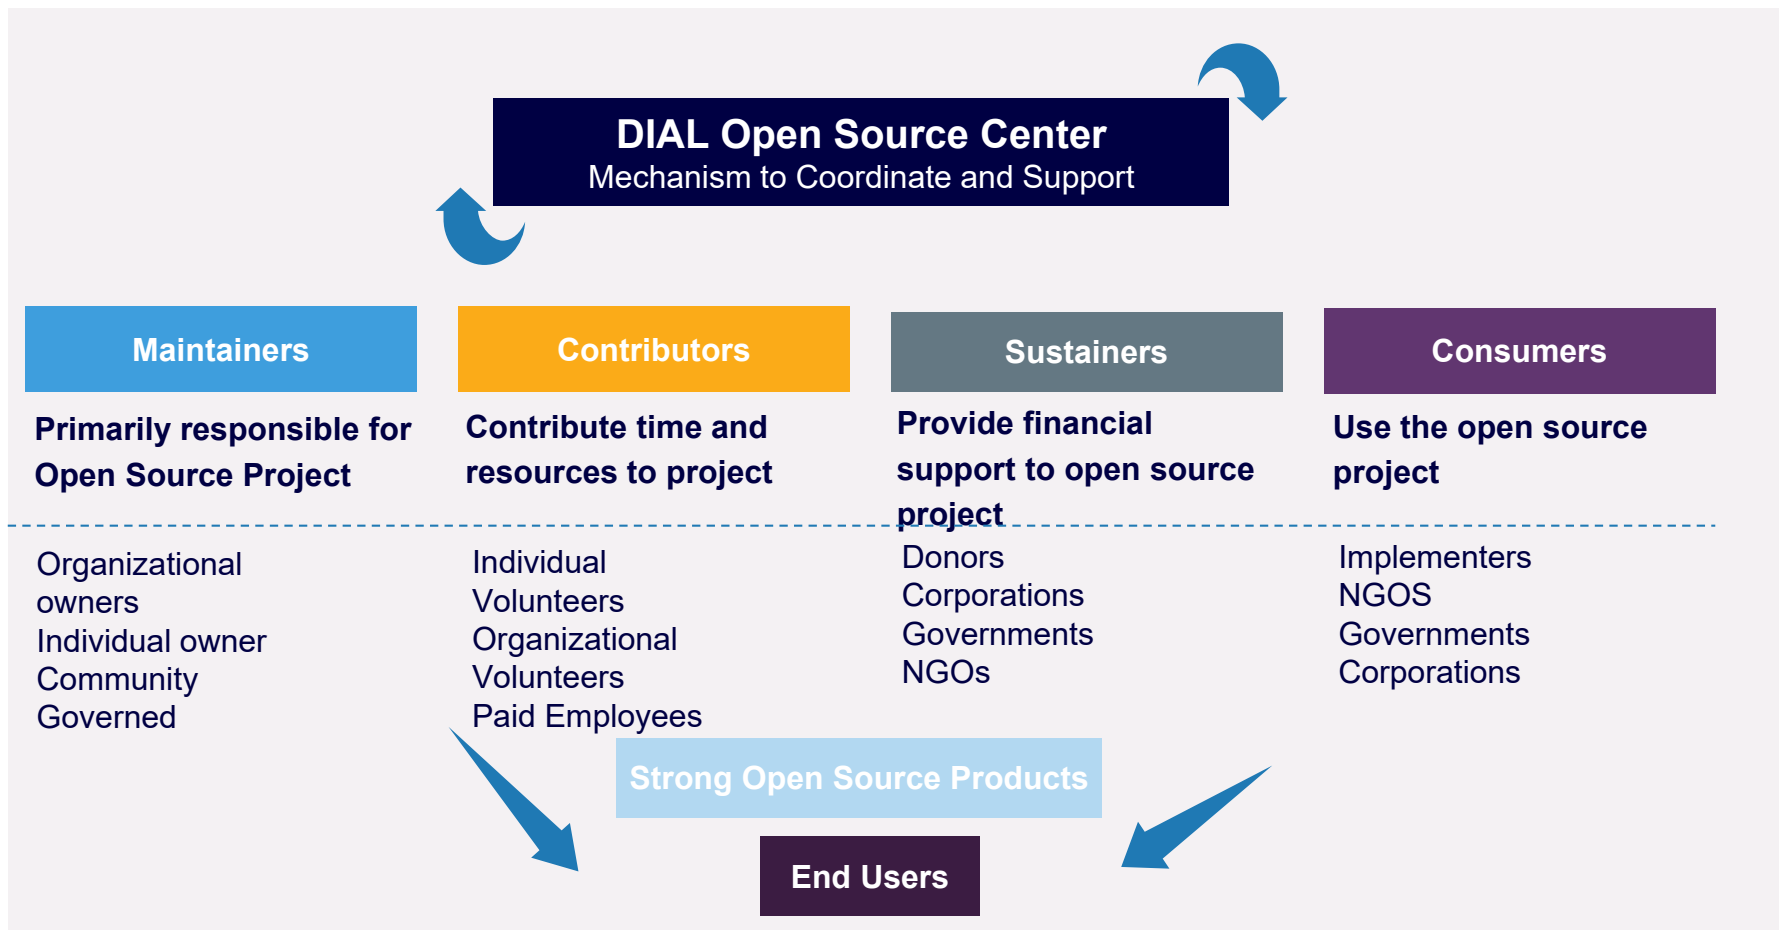 DIAL Open Source Center
Mechanism to Coordinate and Support
Maintainers
Primarily responsible for
Open Source Project
Organizational
owners
Individual owner
Community
Governed
Contributors
Contribute time and
resources to project
Individual
Volunteers
Organizational
Volunteers
Paid Employees
Sustainers
Provide financial
support to open source
project
Donors
Corporations
Governments
NGOs
Consumers
Use the open source
project
Implementers
NGOS
Governments
Corporations
Strong Open Source Products
End Users